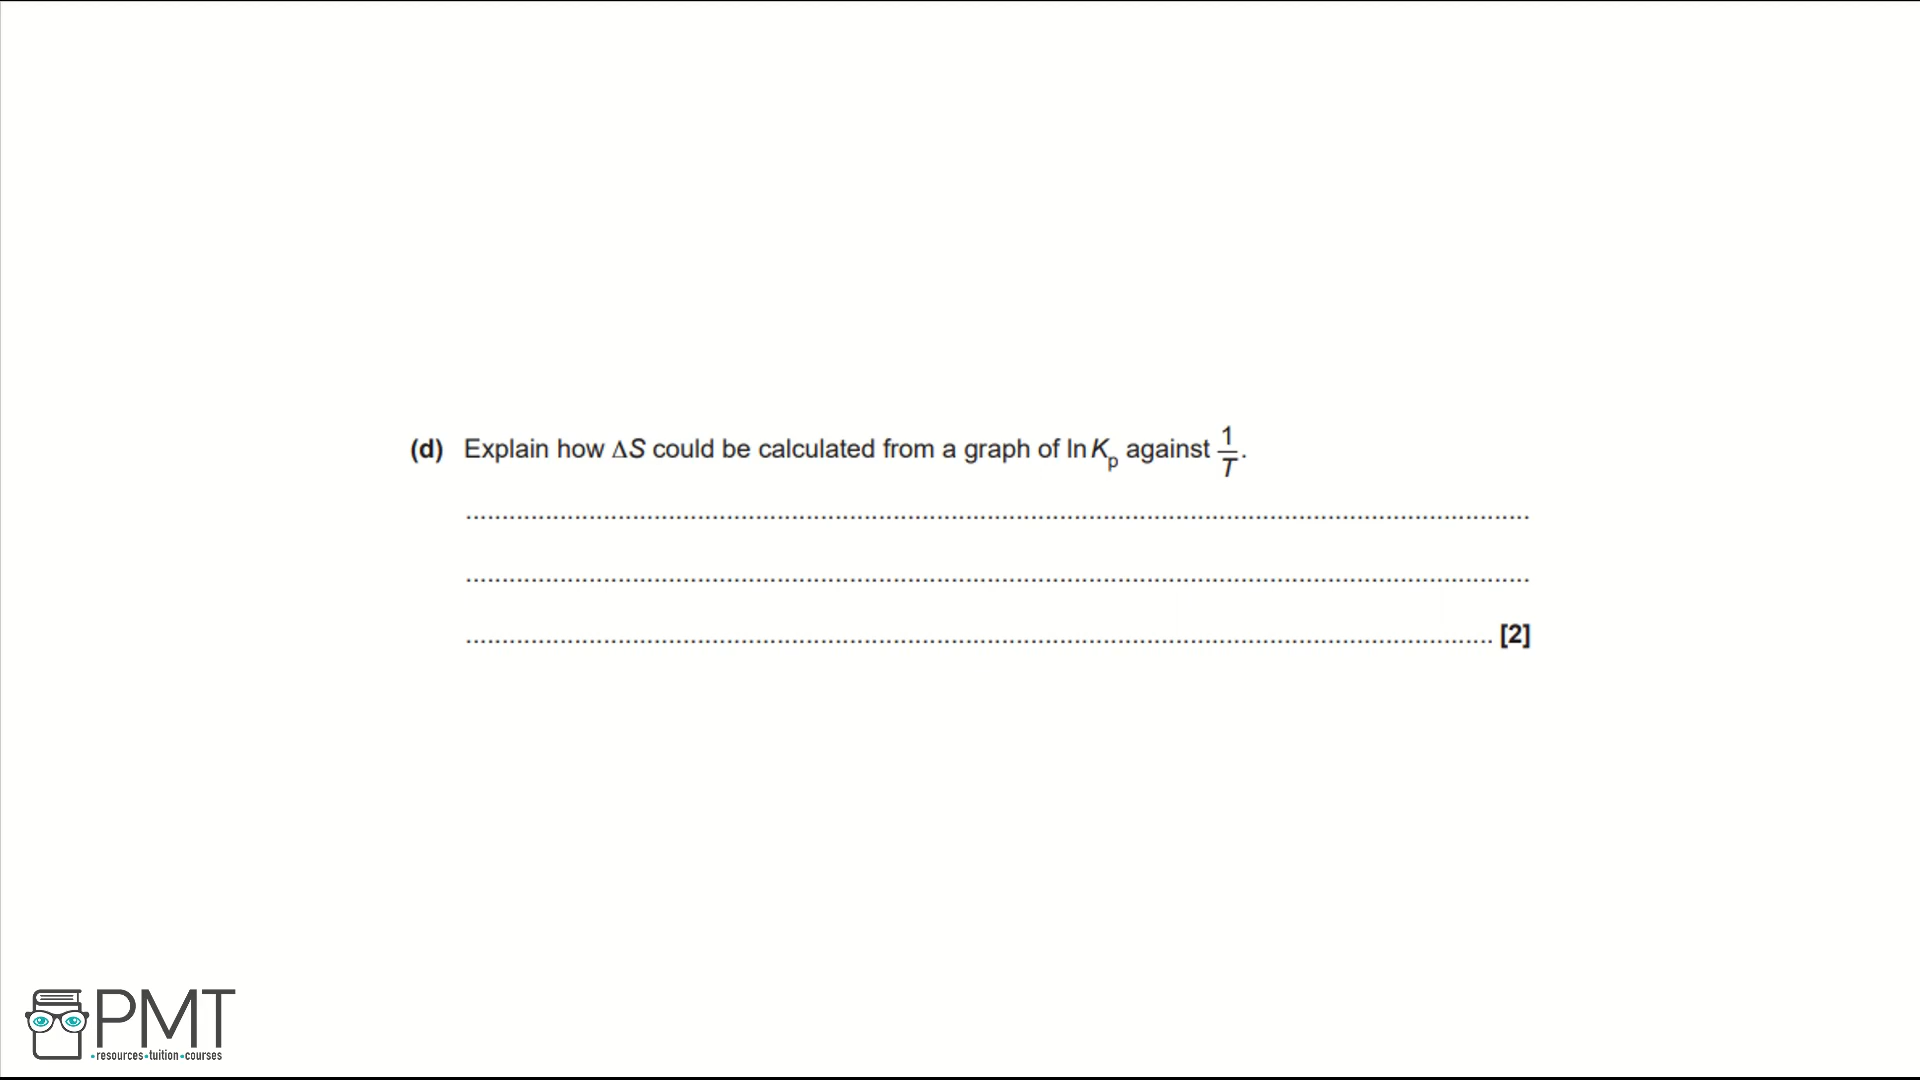 (d) Explain how ΔS could be calculated from a graph of ln Kp against 1/T.
........................................................................
........................................................................
........................................................................ [2]
PMT
•resources•tuition•courses